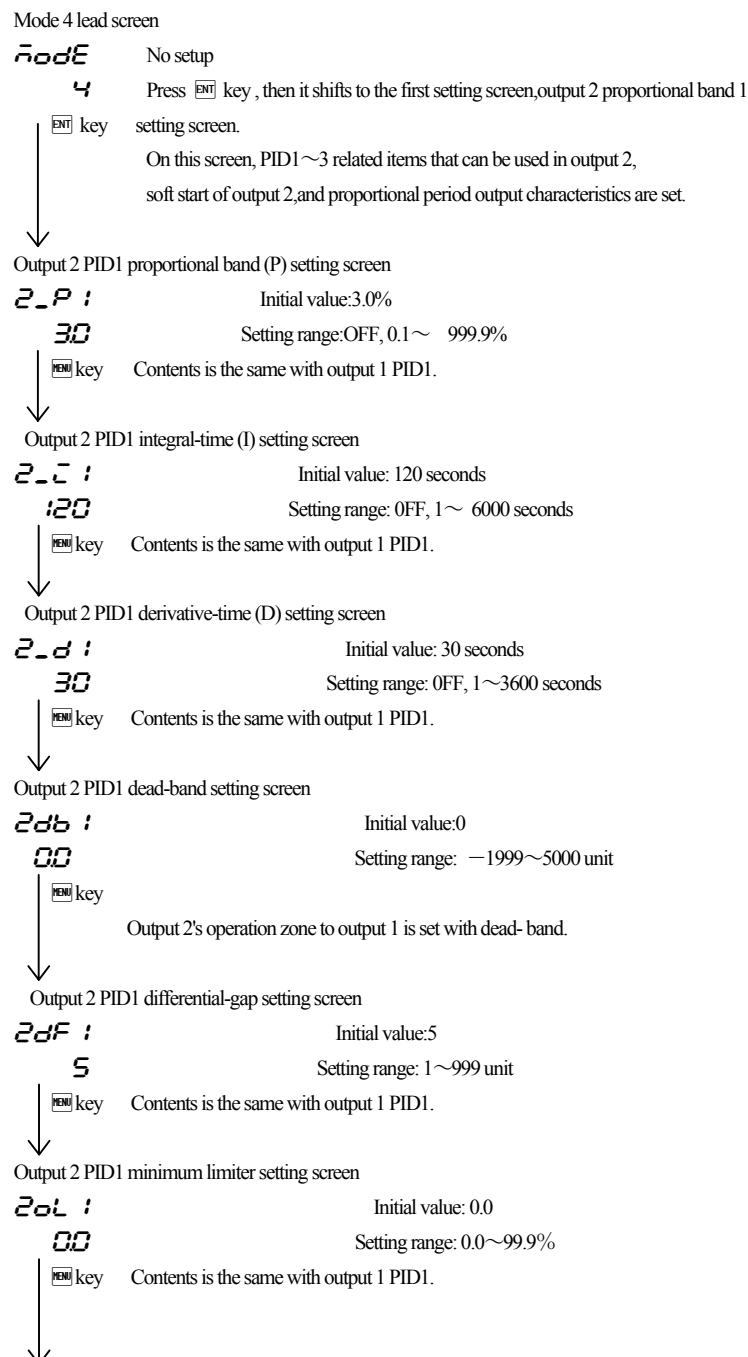 Mode 4 lead screen
modE No setup
4 Press ENT key , then it shifts to the first setting screen,output 2 proportional band 1
ENT key setting screen.
On this screen, PID1～3 related items that can be used in output 2,
soft start of output 2,and proportional period output characteristics are set.
Output 2 PID1 proportional band (P) setting screen
2_P 1 Initial value:3.0%
3.0 Setting range:OFF, 0.1～ 999.9%
MENU key Contents is the same with output 1 PID1.
Output 2 PID1 integral-time (I) setting screen
2_i 1 Initial value: 120 seconds
120 Setting range: 0FF, 1～ 6000 seconds
MENU key Contents is the same with output 1 PID1.
Output 2 PID1 derivative-time (D) setting screen
2_d 1 Initial value: 30 seconds
30 Setting range: 0FF, 1～3600 seconds
MENU key Contents is the same with output 1 PID1.
Output 2 PID1 dead-band setting screen
2db 1 Initial value:0
0.0 Setting range: －1999～5000 unit
MENU key
Output 2's operation zone to output 1 is set with dead- band.
Output 2 PID1 differential-gap setting screen
2dF 1 Initial value:5
5 Setting range: 1～999 unit
MENU key Contents is the same with output 1 PID1.
Output 2 PID1 minimum limiter setting screen
2oL 1 Initial value: 0.0
0.0 Setting range: 0.0～99.9%
MENU key Contents is the same with output 1 PID1.